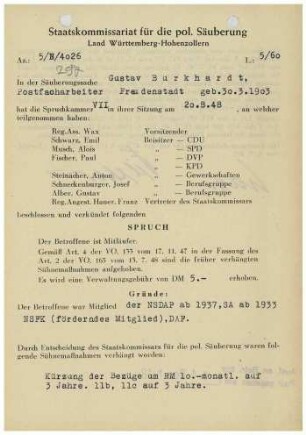 Staatskommissariat für die pol. Säuberung
Land Württemberg-Hohenzollern
Az.: 5/N/4026 L.: 5/60
In der Säuberungssache Gustav Burkhardt,
Postfacharbeiter Freudenstadt geb.30.3.1903
hat die Spruchkammer VII in ihrer Sitzung am 20.8.48, an welcher
teilgenommen haben:
Reg.Ass. Wax Vorsitzender
Schwarz, Emil Beisitzer — CDU
Musch, Alois „ — SPD
Fischer, Paul „ — DVP
„ — KPD
Steinacher, Anton „ — Gewerkschaften
Schneckenburger, Josef „ — Berufsgruppe
Alber, Gustav „ — Berufsgruppe
Reg.Angest. Hauer, Franz Vertreter des Staatskommissars
beschlossen und verkündet folgenden
SPRUCH
Der Betroffene ist Mitläufer.
Gemäß Art. 4 der VO. 133 vom 17. 11. 47 in der Fassung des
Art. 2 der VO. 165 vom 13. 7. 48 sind die früher verhängten
Sühnemaßnahmen aufgehoben.
Es wird eine Verwaltungsgebühr von DM 5.- erhoben.
Gründe:
Der Betroffene war Mitglied der NSDAP ab 1937,SA ab 1933
NSFK (förderndes Mitglied),DAF.
Durch Entscheidung des Staatskommissars für die pol. Säuberung waren fol-
gende Sühnemaßnahmen verhängt worden:
Kürzung der Bezüge um RM 10.-monatl. auf
3 Jahre. 11b, 11c auf 3 Jahre.